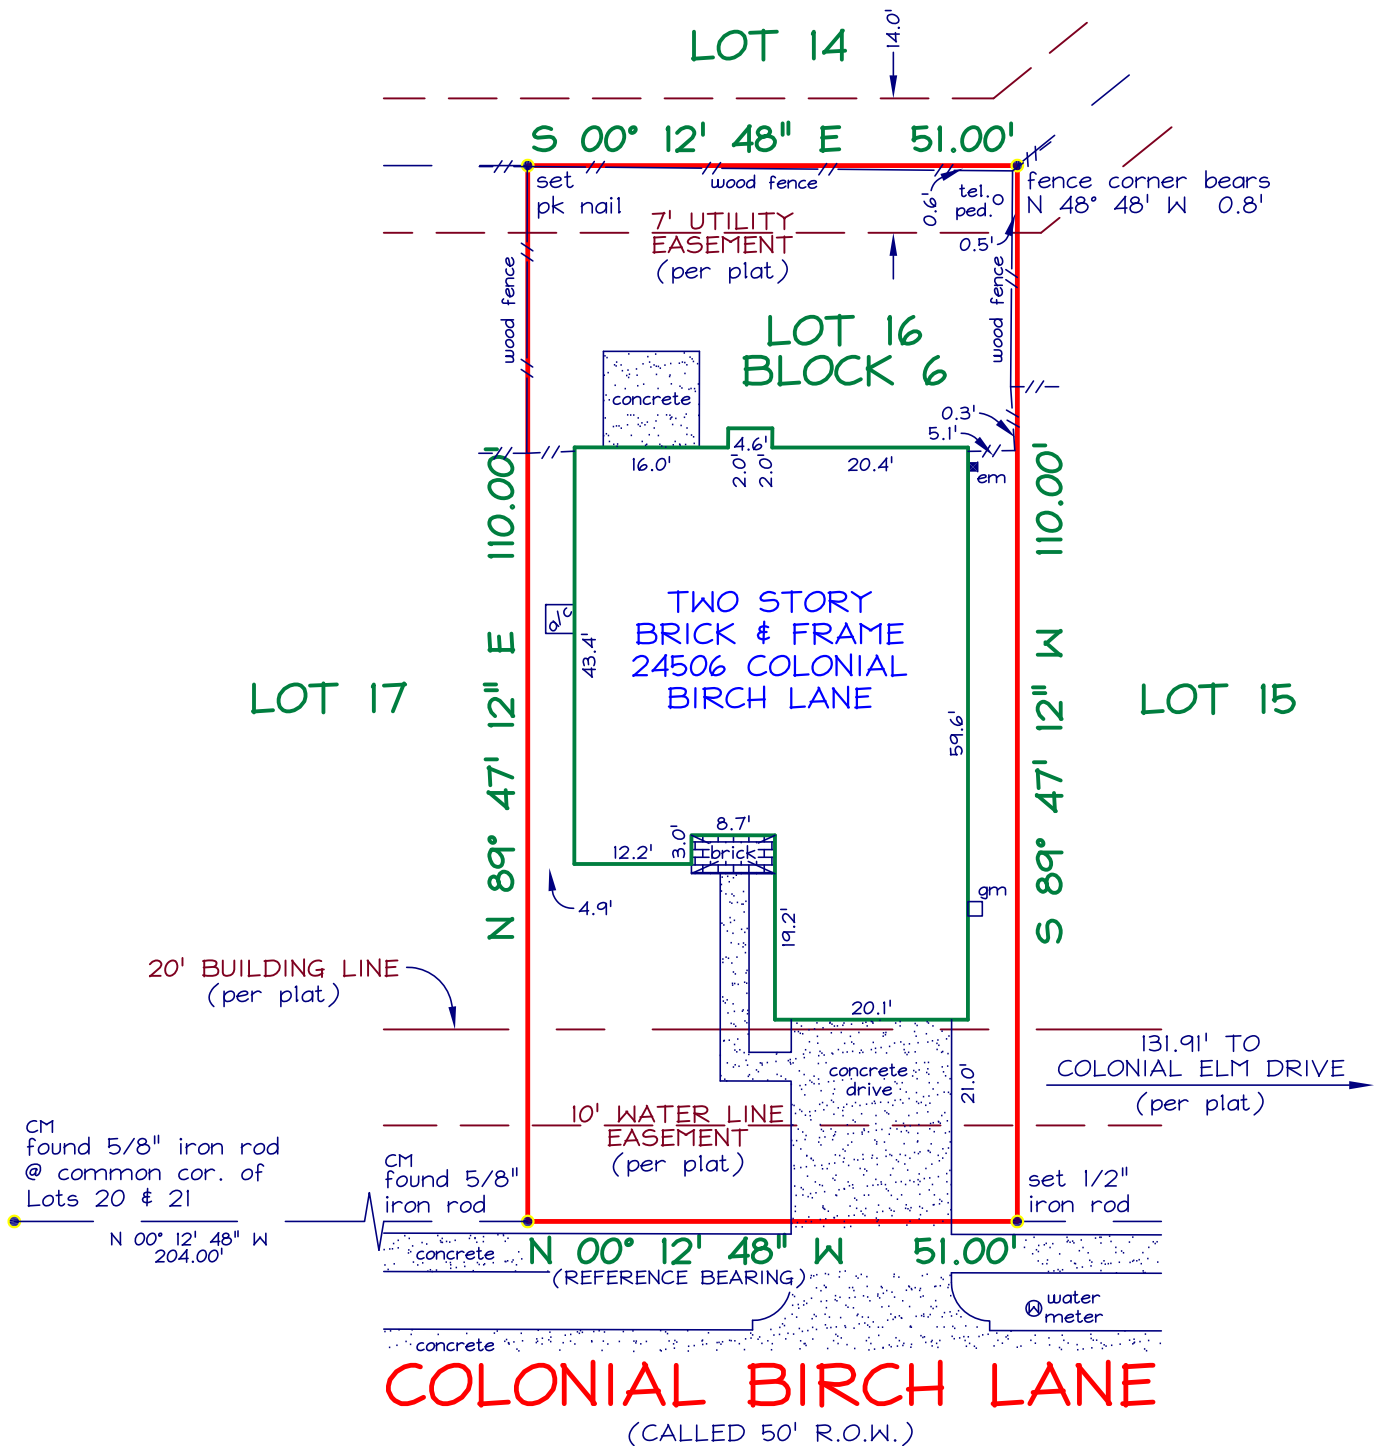 14.0'
LOT 14
S 00° 12' 48" E 51.00'
set
pk nail
wood fence
0.6'
tel.
ped.
fence corner bears
N 48° 48' W 0.8'
0.5'
7' UTILITY
EASEMENT
(per plat)
wood fence
wood fence
LOT 16
BLOCK 6
concrete
0.3'
5.1'
4.6'
16.0'
2.0'
2.0'
20.4'
em
N 89° 47' 12" E 110.00'
S 89° 47' 12" W 110.00'
a/c
43.4'
TWO STORY
BRICK & FRAME
24506 COLONIAL
BIRCH LANE
LOT 17
LOT 15
59.6'
8.7'
3.0'
12.2'
brick
4.9'
gm
19.2'
20' BUILDING LINE
(per plat)
20.1'
concrete
drive
21.0'
131.91' TO
COLONIAL ELM DRIVE
(per plat)
10' WATER LINE
EASEMENT
(per plat)
CM
found 5/8" iron rod
@ common cor. of
Lots 20 & 21
CM
found 5/8"
iron rod
set 1/2"
iron rod
N 00° 12' 48" W
204.00'
concrete
N 00° 12' 48" W 51.00'
(REFERENCE BEARING)
W
water
meter
concrete
COLONIAL BIRCH LANE
(CALLED 50' R.O.W.)